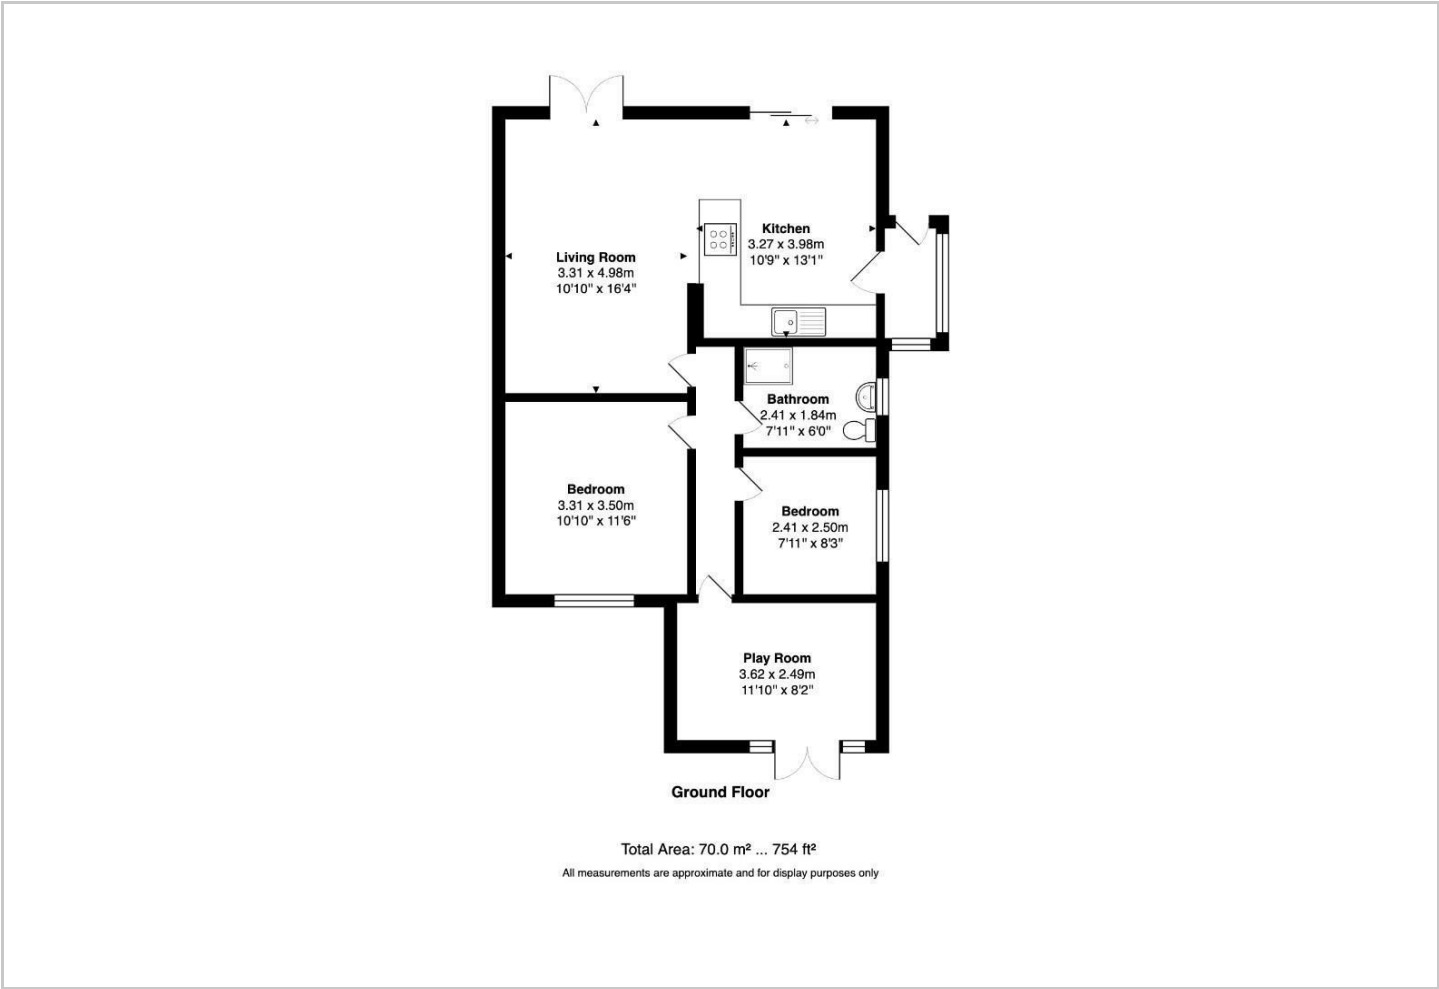 Kitchen
3.27 x 3.98m
10'9" x 13'1"
Living Room
3.31 x 4.98m
10'10" x 16'4"
Bathroom
2.41 x 1.84m
7'11" x 6'0"
Bedroom
3.31 x 3.50m
10'10" x 11'6"
Bedroom
2.41 x 2.50m
7'11" x 8'3"
Play Room
3.62 x 2.49m
11'10" x 8'2"
Ground Floor
Total Area: 70.0 m² ... 754 ft²
All measurements are approximate and for display purposes only